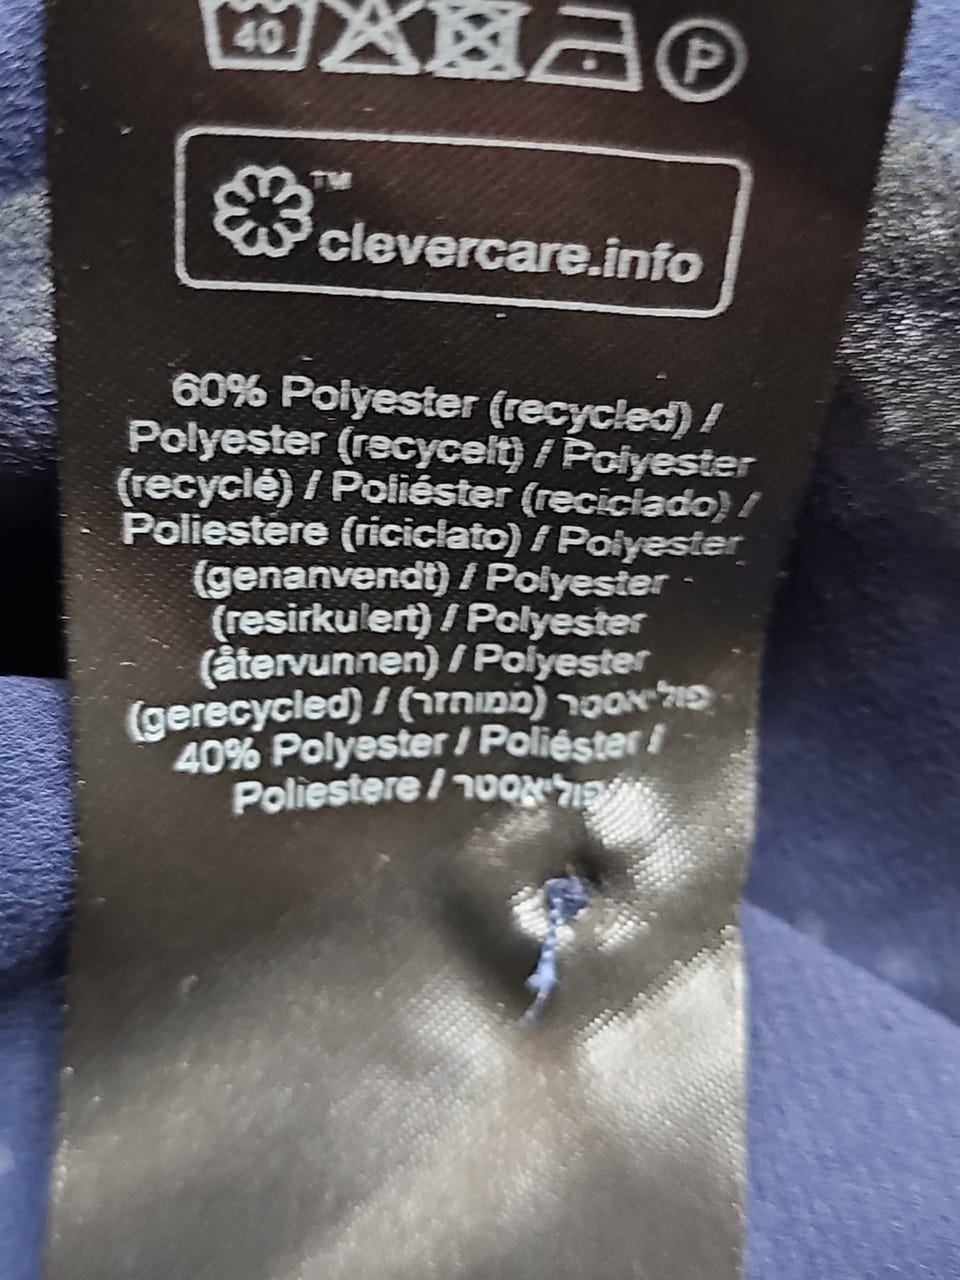 40
P
™
clevercare.info
60% Polyester (recycled) /
Polyester (recycelt) / Polyester
(recyclé) / Poliéster (reciclado) /
Poliestere (riciclato) / Polyester
(genanvendt) / Polyester
(resirkulert) / Polyester
(återvunnen) / Polyester
(gerecycled) / פוליאסטר (ממוחזר)
40% Polyester / Poliéster /
Poliestere / פוליאסטר